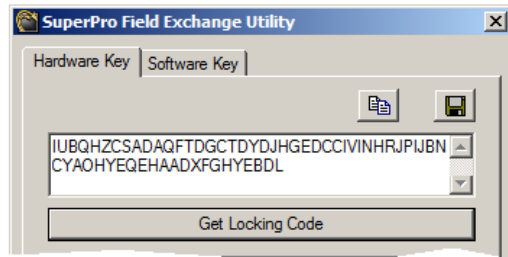 SuperPro Field Exchange Utility
Hardware Key Software Key
IUBQHZCSADAQFTDGCTDYDJHGEDCCIVINHRJPIJBN
CYAOHYEQEHAADXFGHYEBDL
Get Locking Code